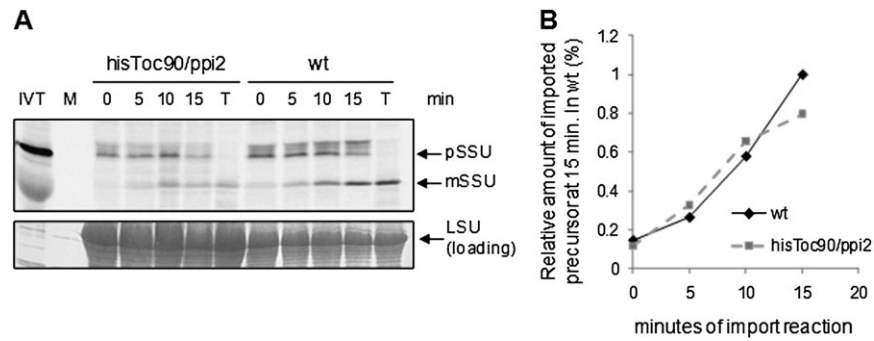 A
hisToc90/ppi2 wt
IVT M 0 5 10 15 T 0 5 10 15 T min
pSSU
mSSU
LSU
(loading)
B
Relative amount of imported
precursor at 15 min. In wt (%)
1.2
1
0.8
0.6
0.4
0.2
0
wt
hisToc90/ppi2
0 5 10 15 20
minutes of import reaction